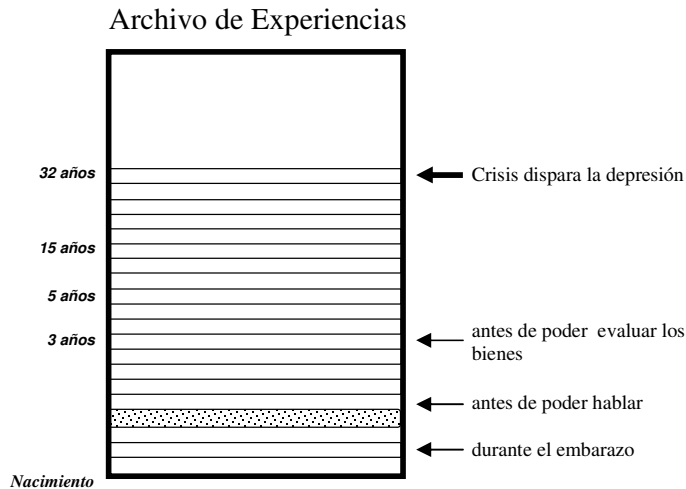 Archivo de Experiencias
32 años
Crisis dispara la depresión
15 años
5 años
3 años
antes de poder evaluar los
bienes
antes de poder hablar
durante el embarazo
Nacimiento